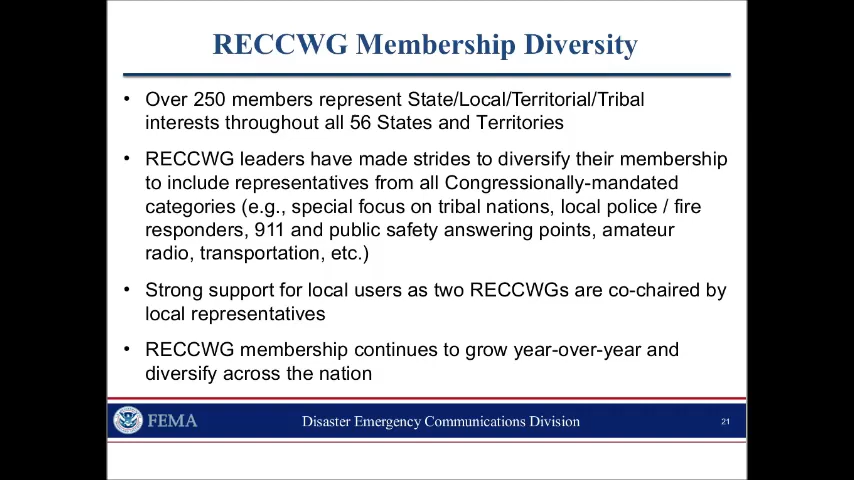 RECCWG Membership Diversity
• Over 250 members represent State/Local/Territorial/Tribal
interests throughout all 56 States and Territories
• RECCWG leaders have made strides to diversify their membership
to include representatives from all Congressionally-mandated
categories (e.g., special focus on tribal nations, local police / fire
responders, 911 and public safety answering points, amateur
radio, transportation, etc.)
• Strong support for local users as two RECCWGs are co-chaired by
local representatives
• RECCWG membership continues to grow year-over-year and
diversify across the nation
FEMA
Disaster Emergency Communications Division
21